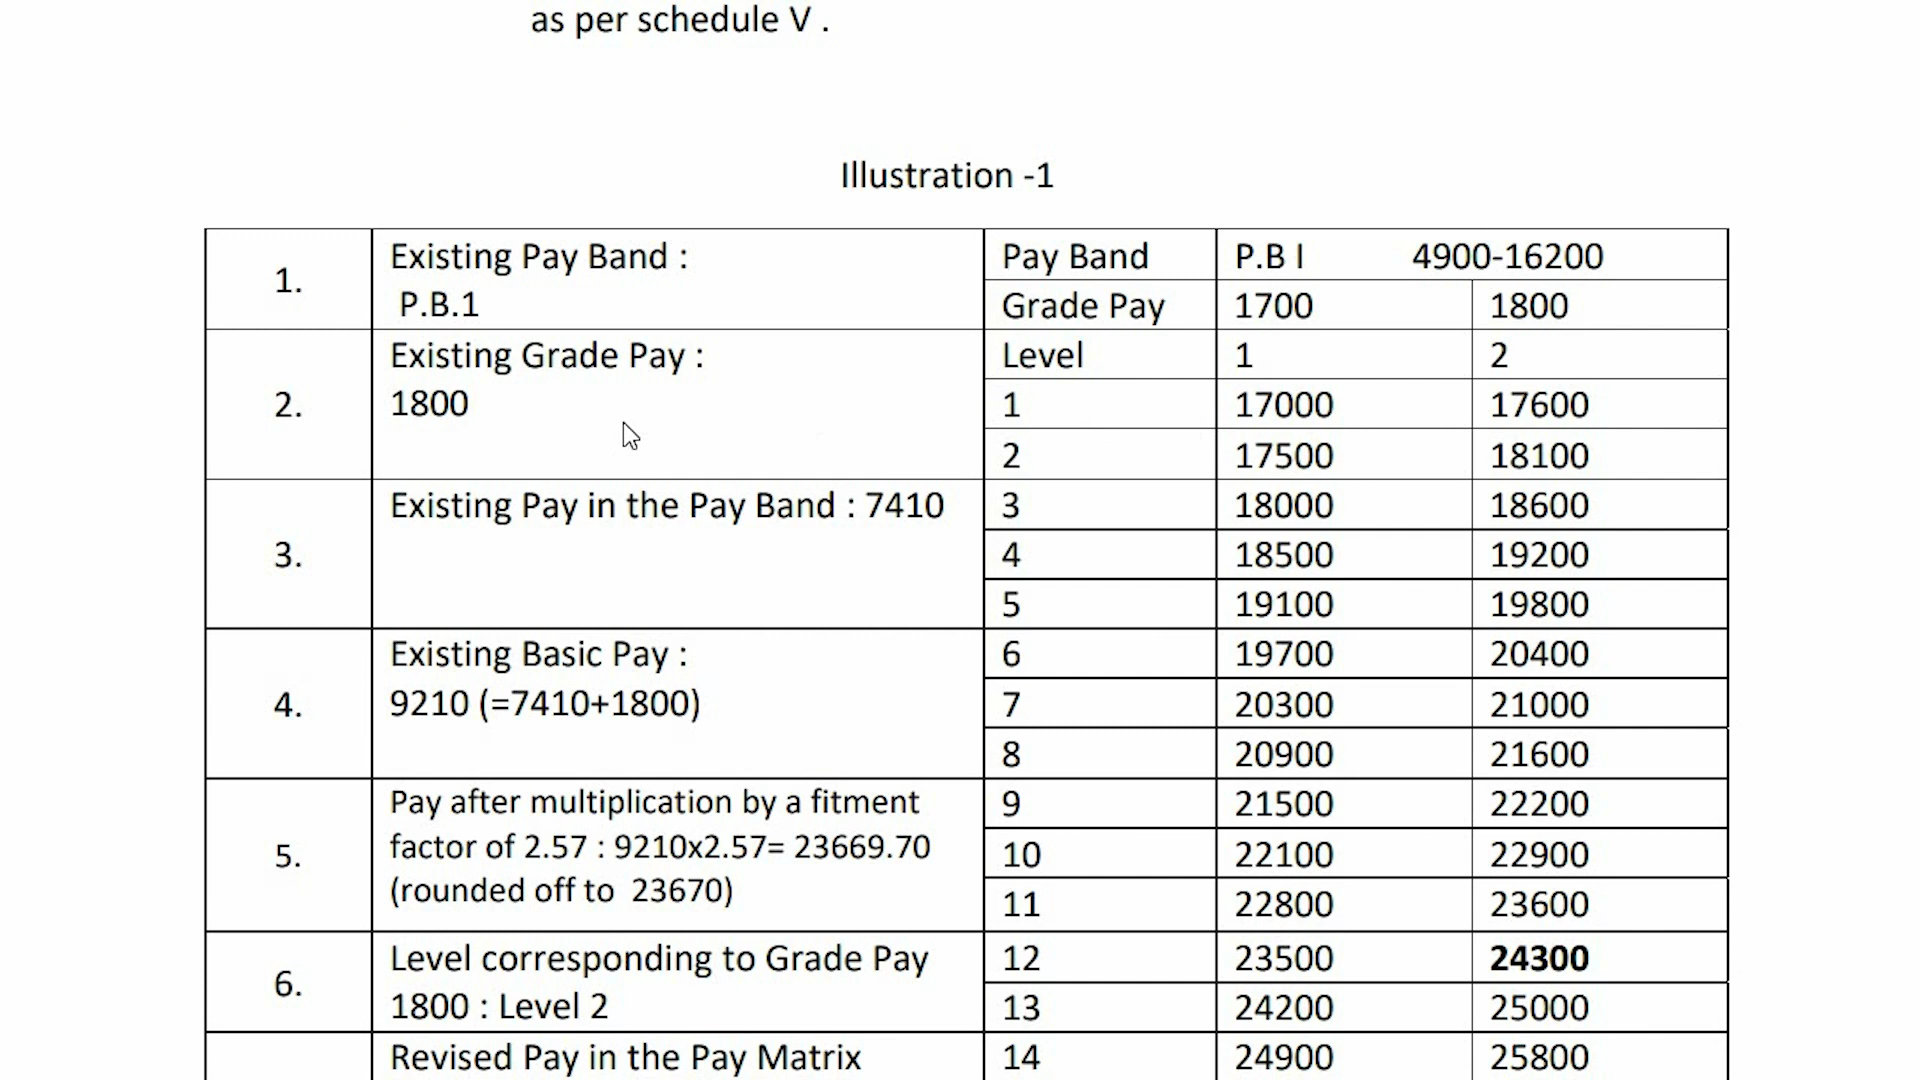 as per schedule V .
Illustration -1
1.
Existing Pay Band :
P.B.1
2.
Existing Grade Pay :
1800
3.
Existing Pay in the Pay Band : 7410
4.
Existing Basic Pay :
9210 (=7410+1800)
5.
Pay after multiplication by a fitment
factor of 2.57 : 9210x2.57= 23669.70
(rounded off to 23670)
6.
Level corresponding to Grade Pay
1800 : Level 2
Revised Pay in the Pay Matrix
Pay Band P.B I 4900-16200
Grade Pay 1700 1800
Level 1 2
1 17000 17600
2 17500 18100
3 18000 18600
4 18500 19200
5 19100 19800
6 19700 20400
7 20300 21000
8 20900 21600
9 21500 22200
10 22100 22900
11 22800 23600
12 23500 24300
13 24200 25000
14 24900 25800